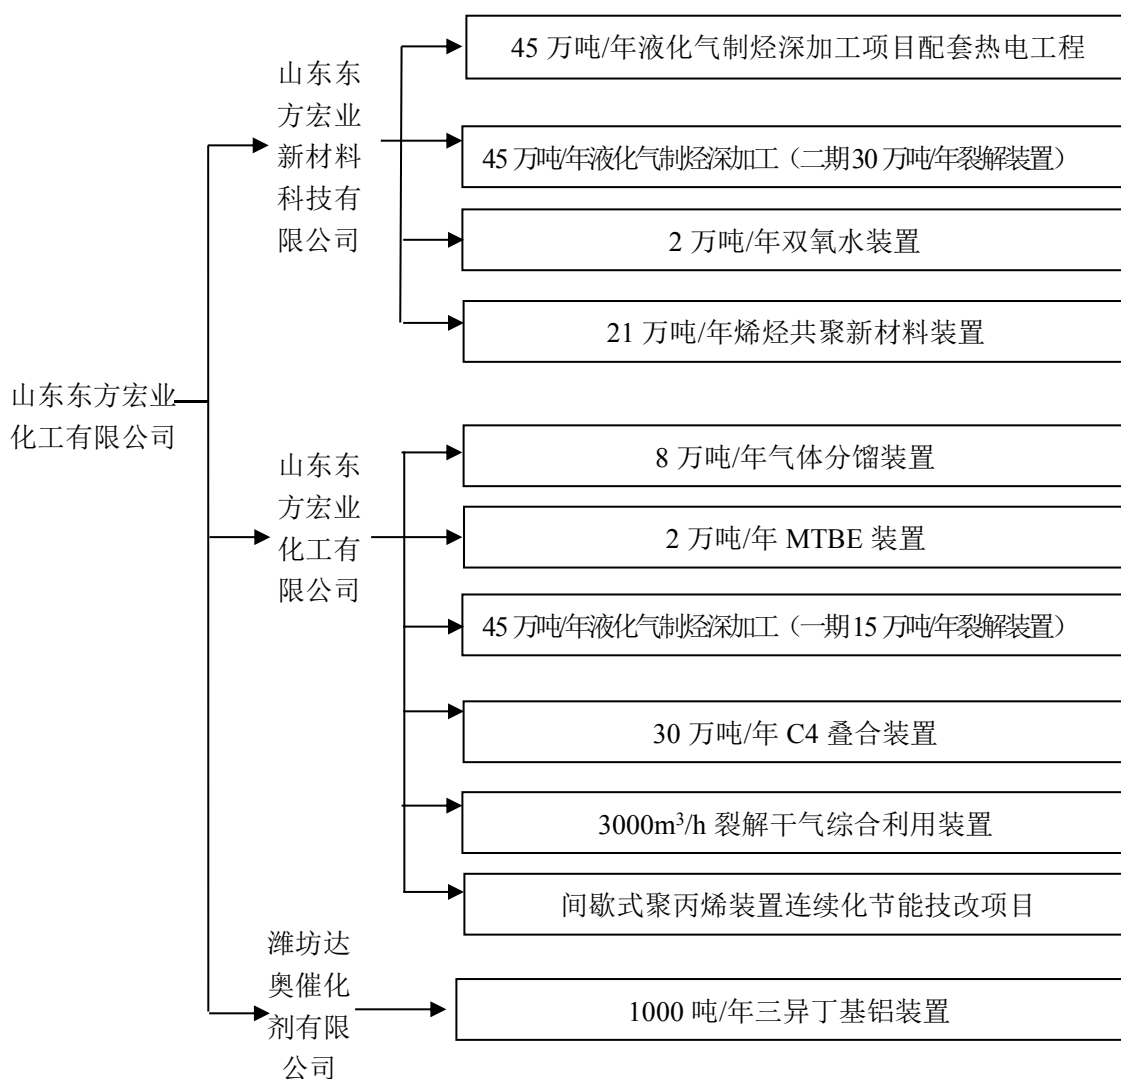 山东东方宏业
化工有限公司
山东东
方宏业
新材料
科技有
限公司
45 万吨/年液化气制烃深加工项目配套热电工程
45 万吨/年液化气制烃深加工（二期 30 万吨/年裂解装置）
2 万吨/年双氧水装置
21 万吨/年烯烃共聚新材料装置
山东东
方宏业
化工有
限公司
8 万吨/年气体分馏装置
2 万吨/年 MTBE 装置
45 万吨/年液化气制烃深加工（一期 15 万吨/年裂解装置）
30 万吨/年 C4 叠合装置
3000m³/h 裂解干气综合利用装置
间歇式聚丙烯装置连续化节能技改项目
潍坊达
奥催化
剂有限
公司
1000 吨/年三异丁基铝装置